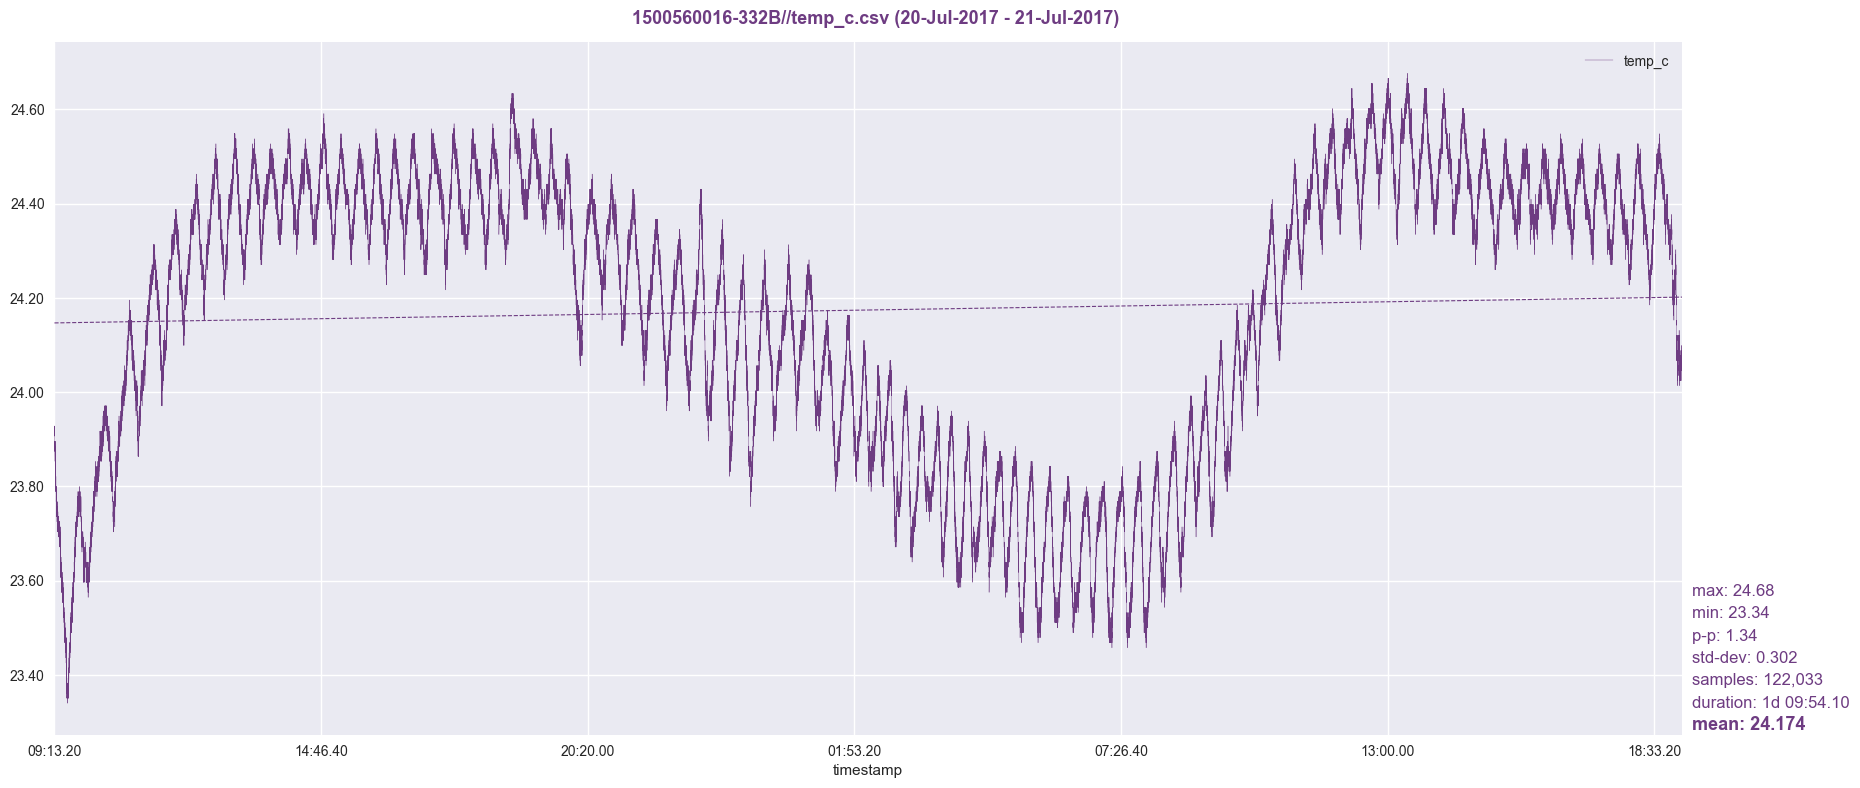 1500560016-332B//temp_c.csv (20-Jul-2017 - 21-Jul-2017)
temp_c
24.60
24.40
24.20
24.00
23.80
23.60
23.40
max: 24.68
min: 23.34
p-p: 1.34
std-dev: 0.302
samples: 122,033
duration: 1d 09:54.10
mean: 24.174
09:13.20 14:46.40 20:20.00 01:53.20 07:26.40 13:00.00 18:33.20
timestamp